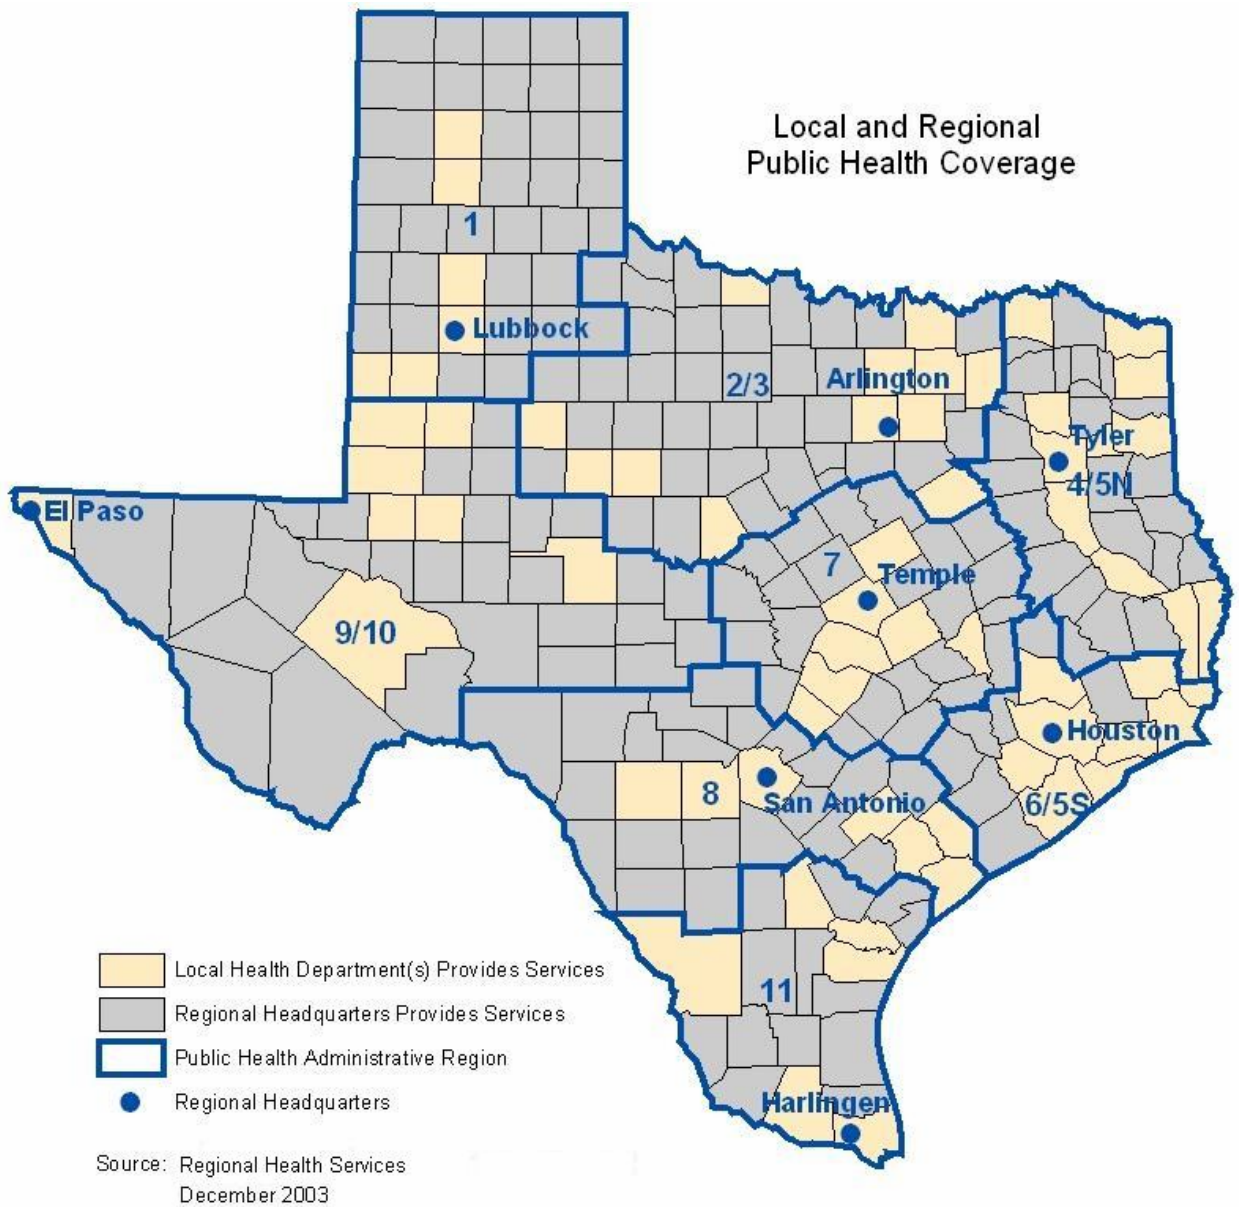 Local and Regional
Public Health Coverage
1
Lubbock
2/3
Arlington
Tyler
4/5N
El Paso
7
Temple
9/10
Houston
8
San Antonio
6/5S
11
Harlingen
Local Health Department(s) Provides Services
Regional Headquarters Provides Services
Public Health Administrative Region
Regional Headquarters
Source: Regional Health Services
December 2003